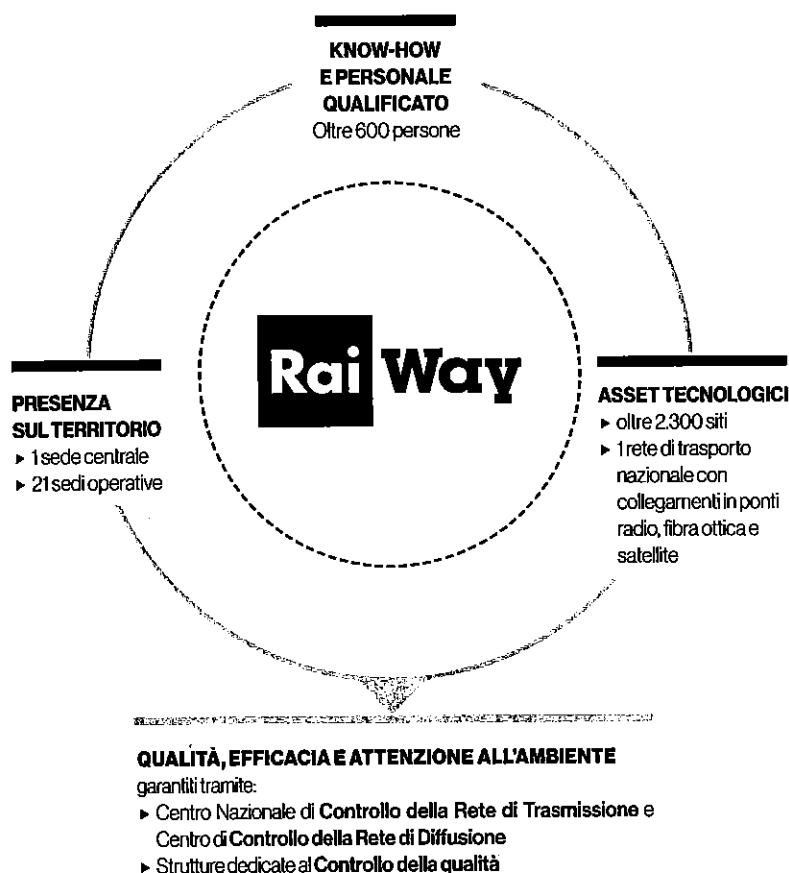 KNOW-HOW
E PERSONALE
QUALIFICATO
Oltre 600 persone
Rai Way
PRESENZA
SUL TERRITORIO
▸ 1 sede centrale
▸ 21 sedi operative
ASSET TECNOLOGICI
▸ oltre 2.300 siti
▸ 1 rete di trasporto
nazionale con
collegamenti in ponti
radio, fibra ottica e
satellite
QUALITÀ, EFFICACIA E ATTENZIONE ALL'AMBIENTE
garantiti tramite:
▸ Centro Nazionale di Controllo della Rete di Trasmissione e
Centro di Controllo della Rete di Diffusione
▸ Strutture dedicate al Controllo della qualità